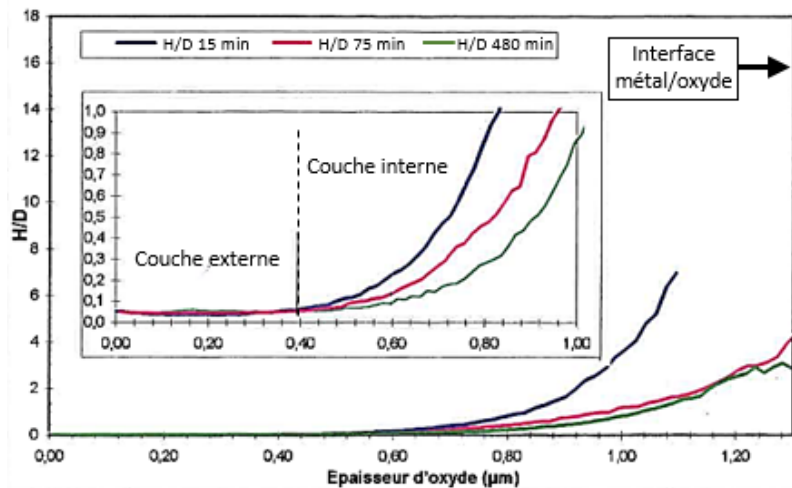 18
16
14
12
10
8
6
4
2
0
H/D
H/D 15 min H/D 75 min H/D 480 min
Interface
métal/oxyde
1,0
0,9
0,8
0,7
0,6
0,5
0,4
0,3
0,2
0,1
0,0
Couche interne
Couche externe
0,00 0,20 0,40 0,60 0,80 1,00
0,00 0,20 0,40 0,60 0,80 1,00 1,20
Epaisseur d'oxyde (µm)